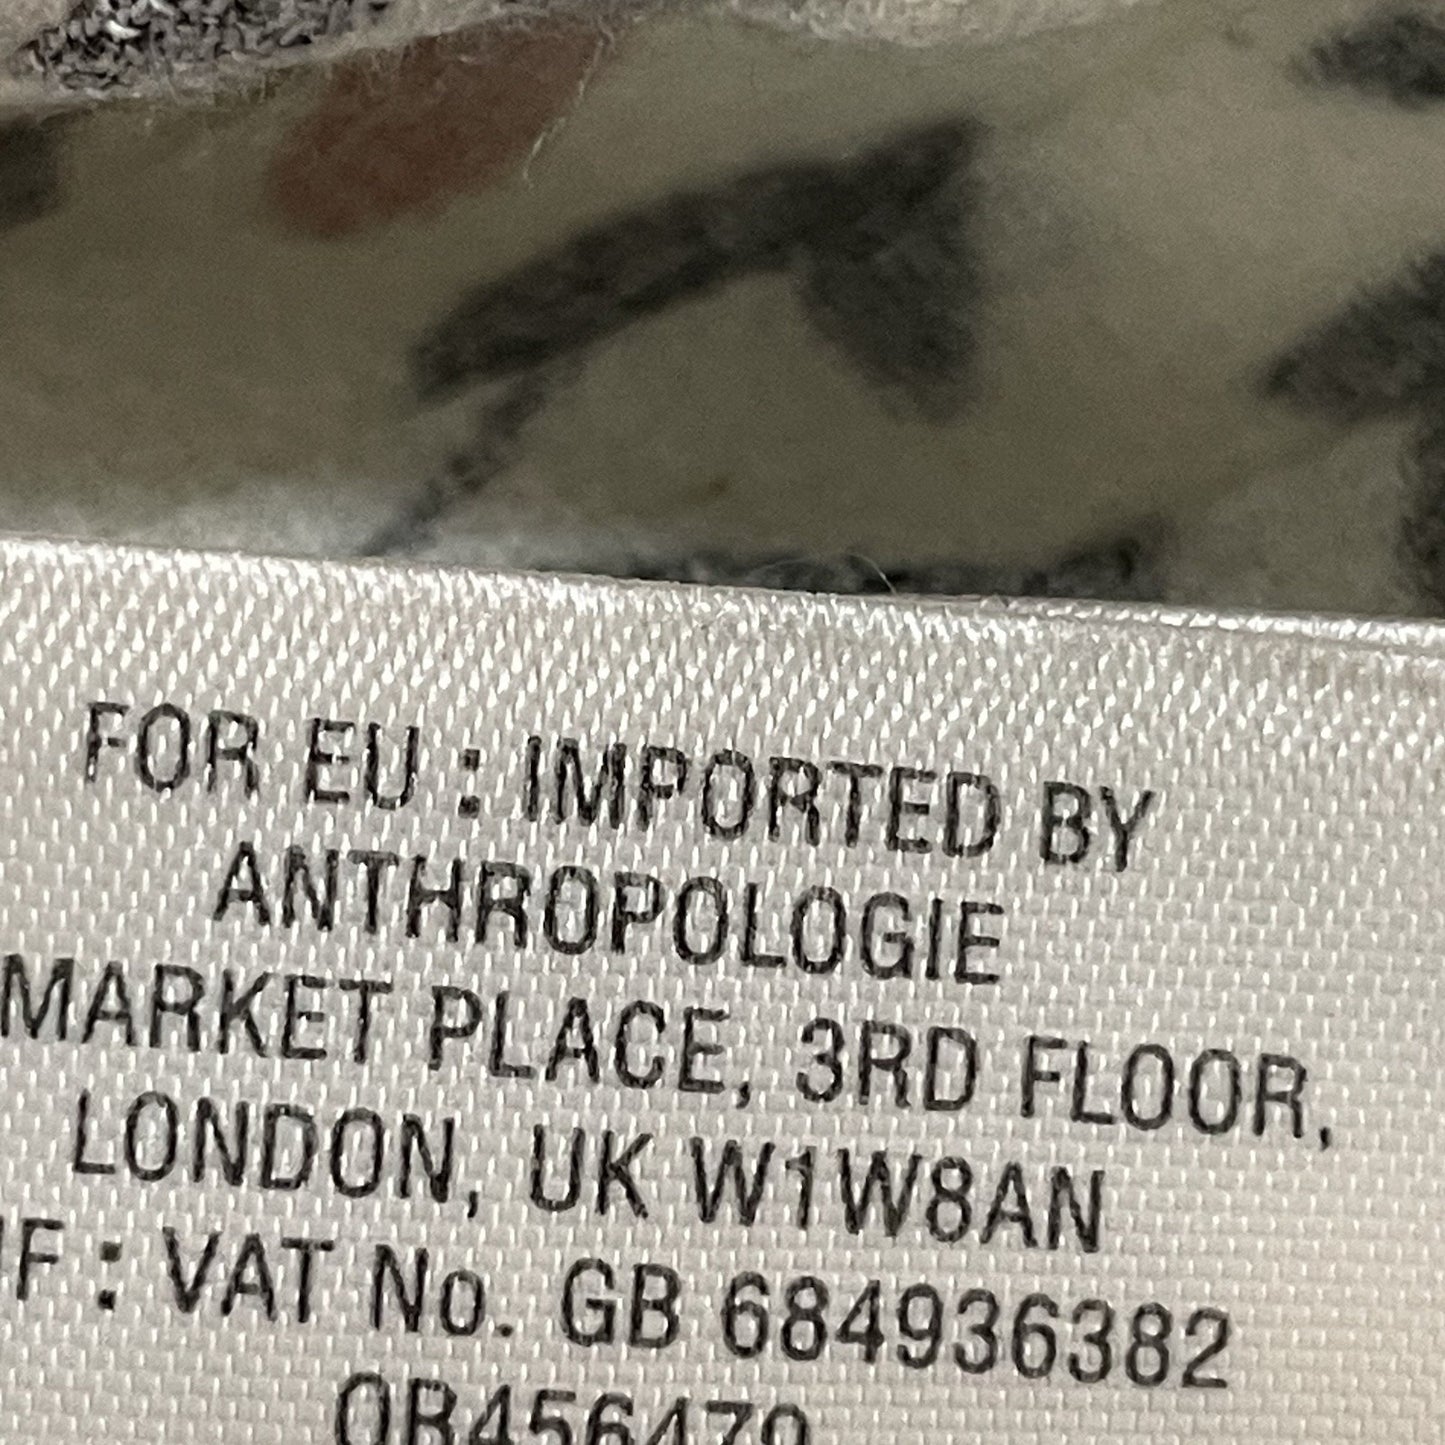 FOR EU : IMPORTED BY
ANTHROPOLOGIE
MARKET PLACE, 3RD FLOOR,
LONDON, UK W1W8AN
: VAT No. GB 684936382